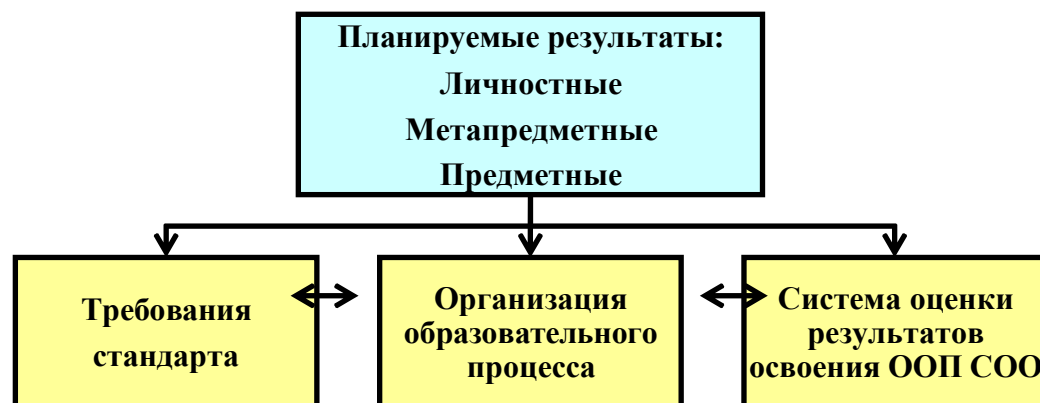 Планируемые результаты:
Личностные
Метапредметные
Предметные
Требования
стандарта
Организация
образовательного
процесса
Система оценки
результатов
освоения ООП СОО